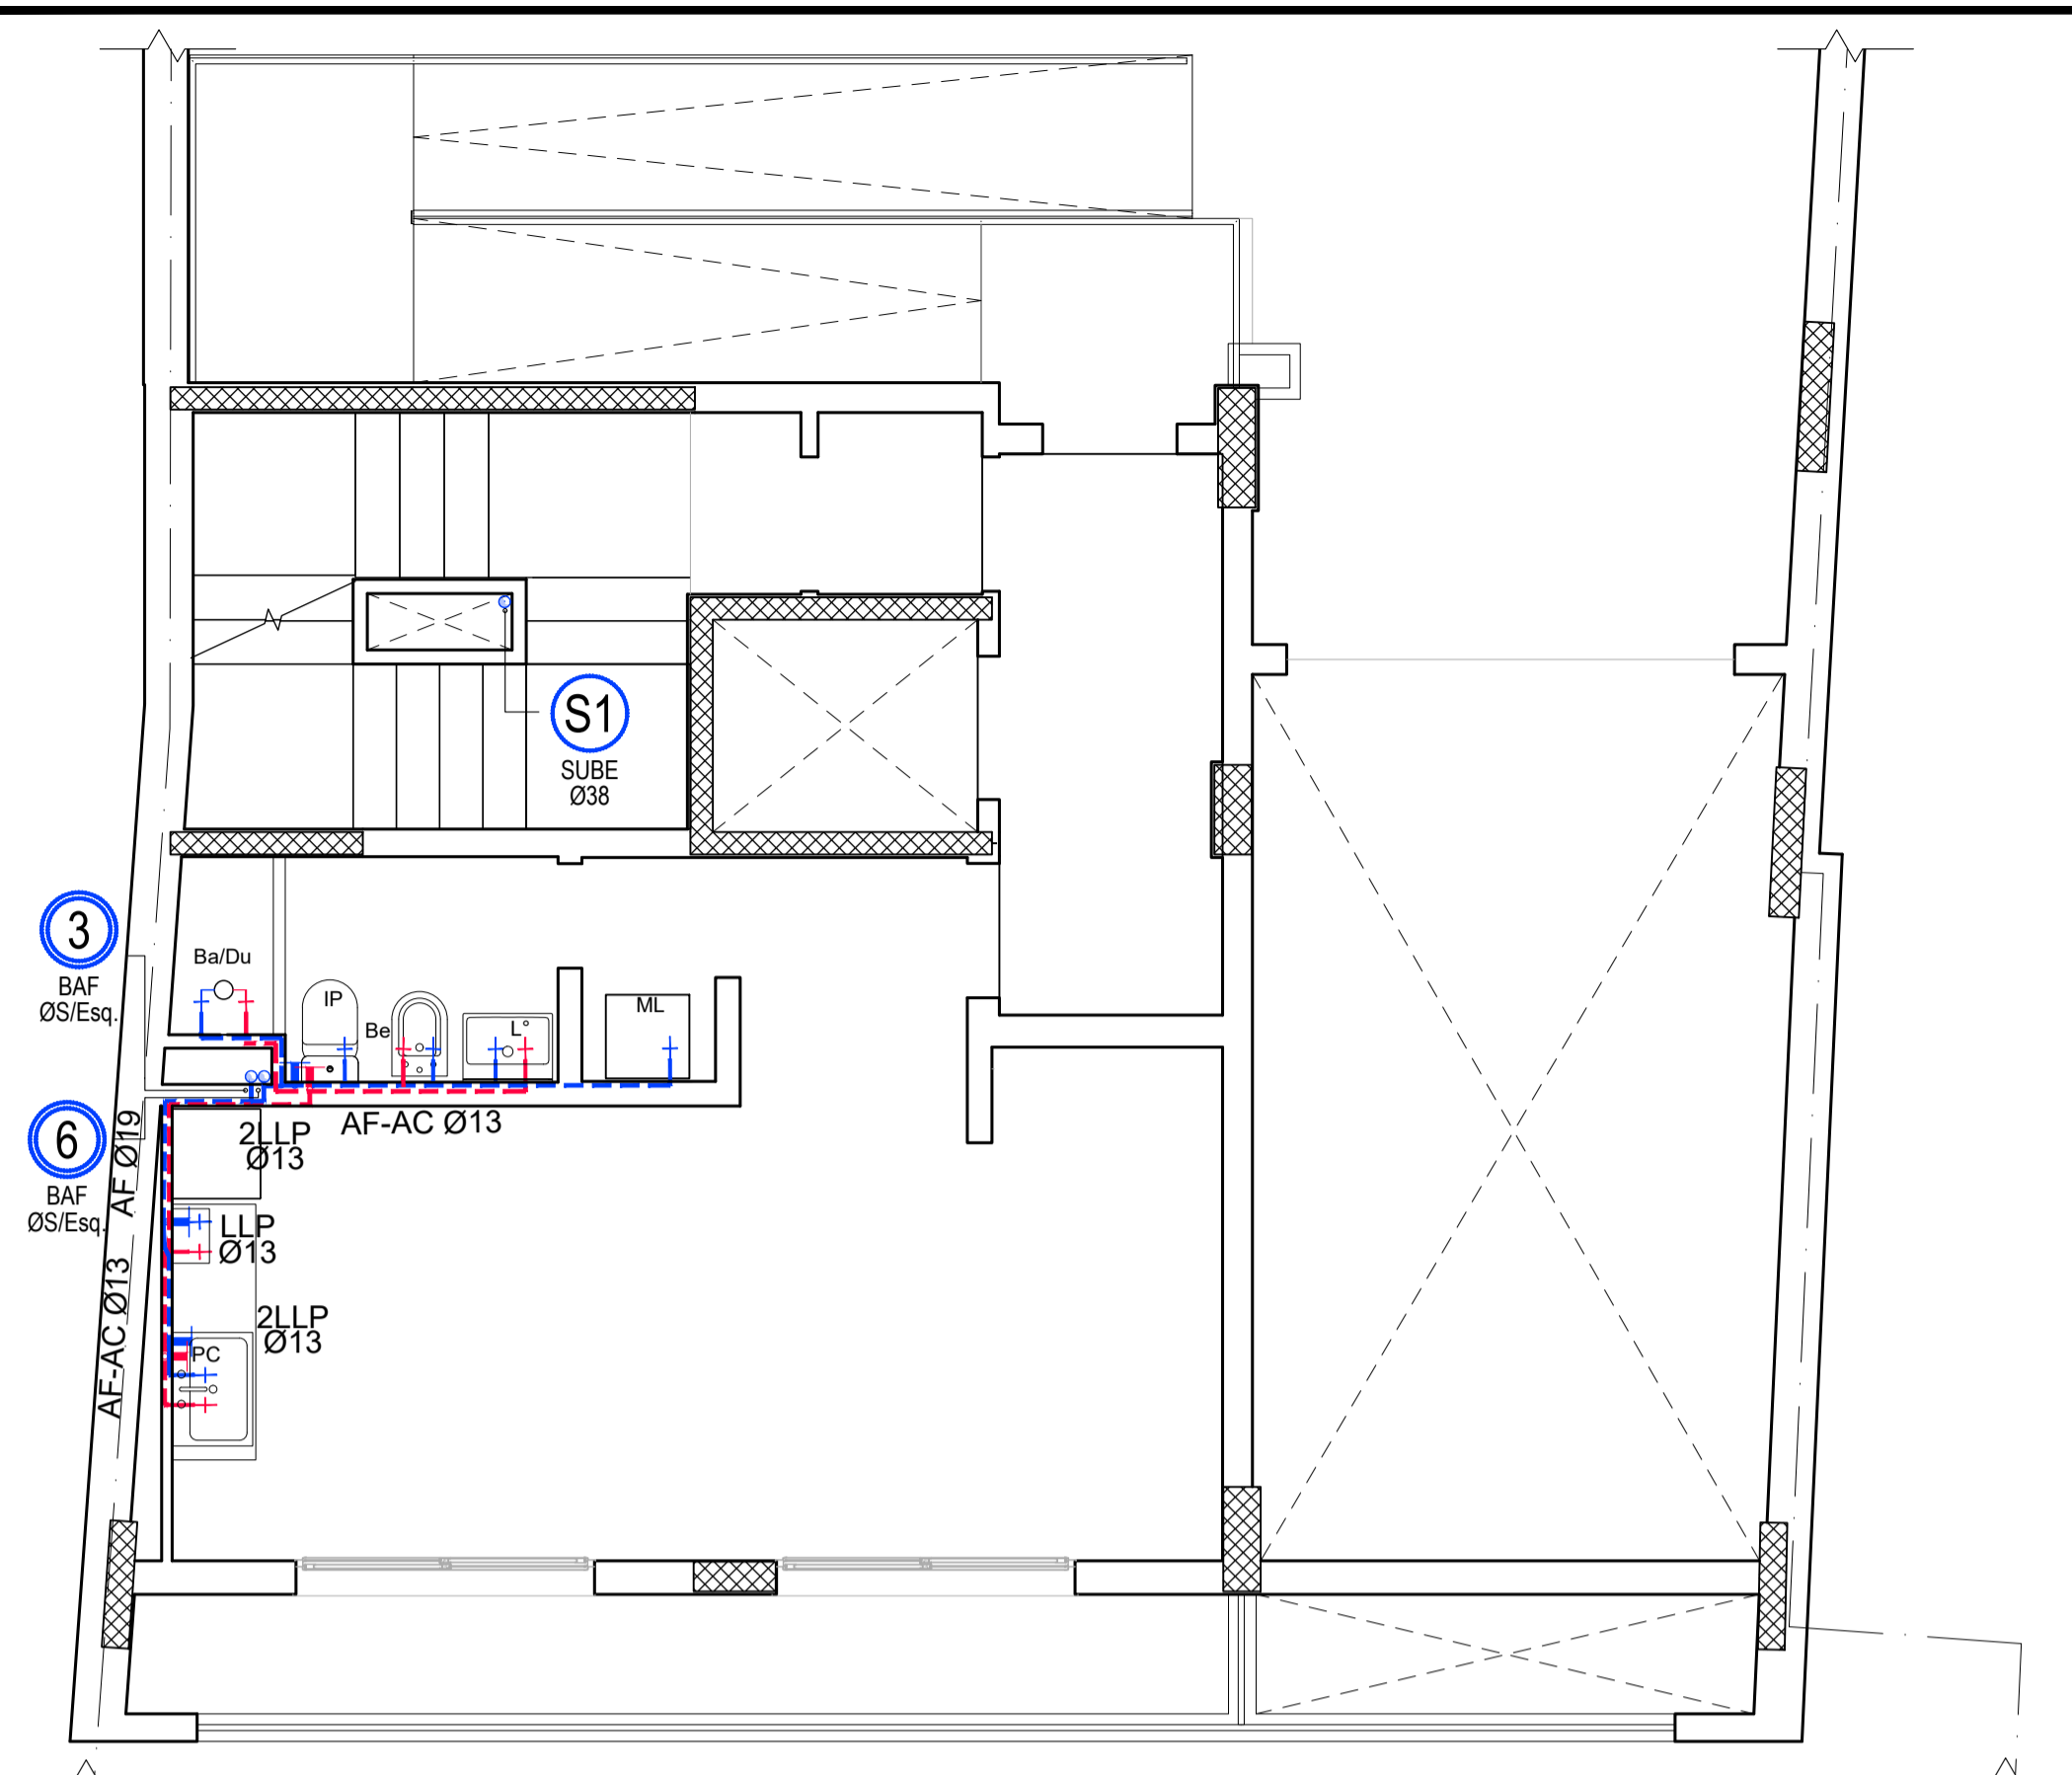 S1
SUBE
Ø38
3
BAF
ØS/Esq.
Ba/Du
IP
Be
L
ML
AF-AC Ø13
6
BAF
ØS/Esq.
AF Ø19
2LLP
Ø13
LLP
Ø13
AF-AC Ø13
2LLP
Ø13
PC